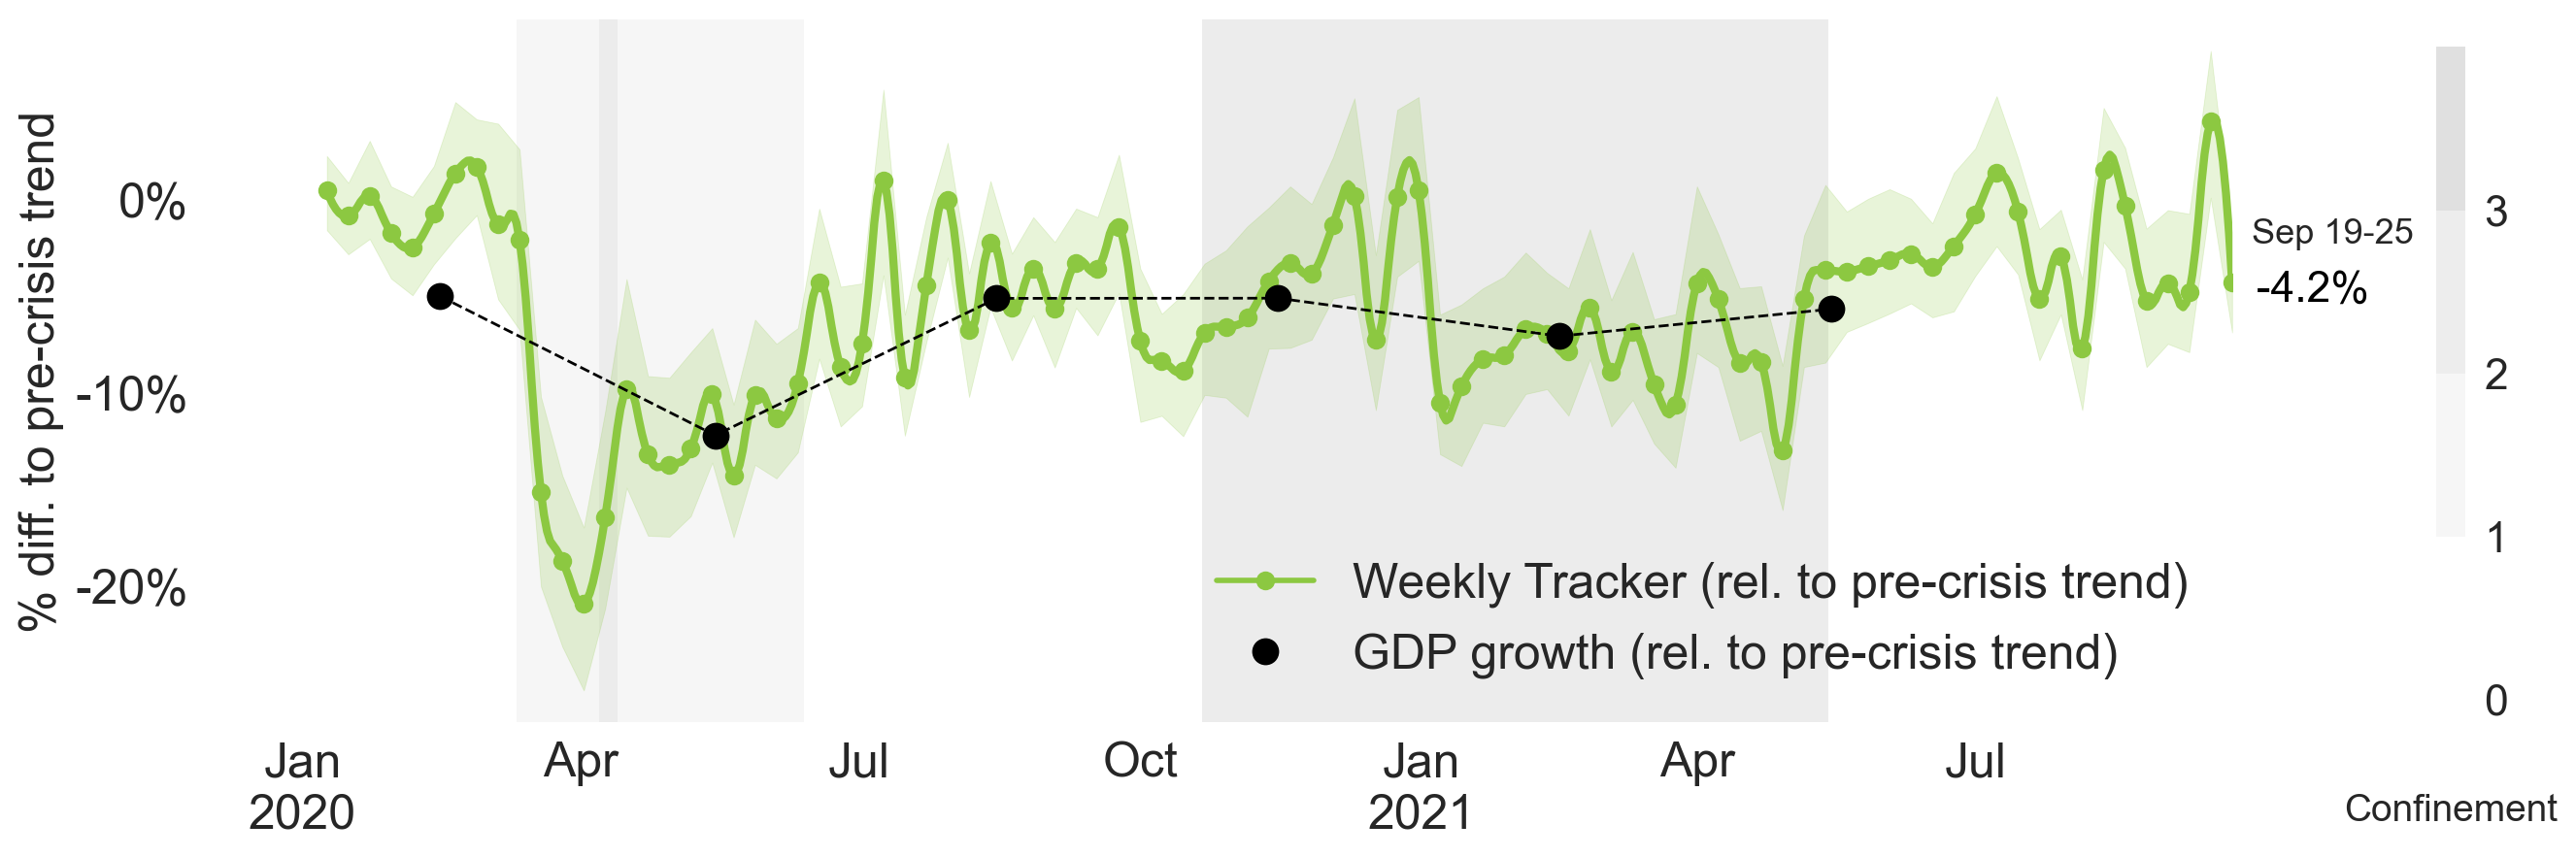 % diff. to pre-crisis trend
0%
-10%
-20%
Sep 19-25
-4.2%
3
2
1
0
Weekly Tracker (rel. to pre-crisis trend)
GDP growth (rel. to pre-crisis trend)
Jan
2020
Apr
Jul
Oct
Jan
2021
Apr
Jul
Confinement